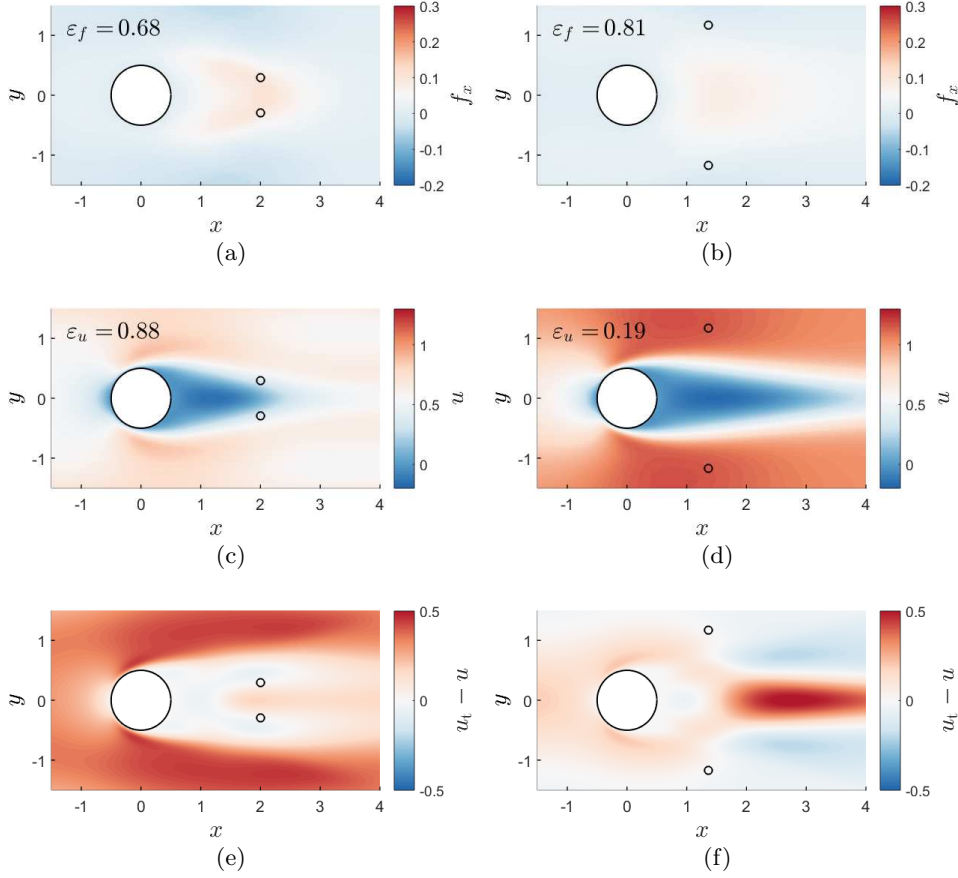 ε_f = 0.68
1
0
-1
y
-1 0 1 2 3 4
x
0.3
0.2
0.1
0
-0.1
-0.2
f_x
(a)
ε_f = 0.81
1
0
-1
y
-1 0 1 2 3 4
x
0.3
0.2
0.1
0
-0.1
-0.2
f_x
(b)
ε_u = 0.88
1
0
-1
y
-1 0 1 2 3 4
x
1
0.5
0
u
(c)
ε_u = 0.19
1
0
-1
y
-1 0 1 2 3 4
x
1
0.5
0
u
(d)
1
0
-1
y
-1 0 1 2 3 4
x
0.5
0
-0.5
u_t − u
(e)
1
0
-1
y
-1 0 1 2 3 4
x
0.5
0
-0.5
u_t − u
(f)